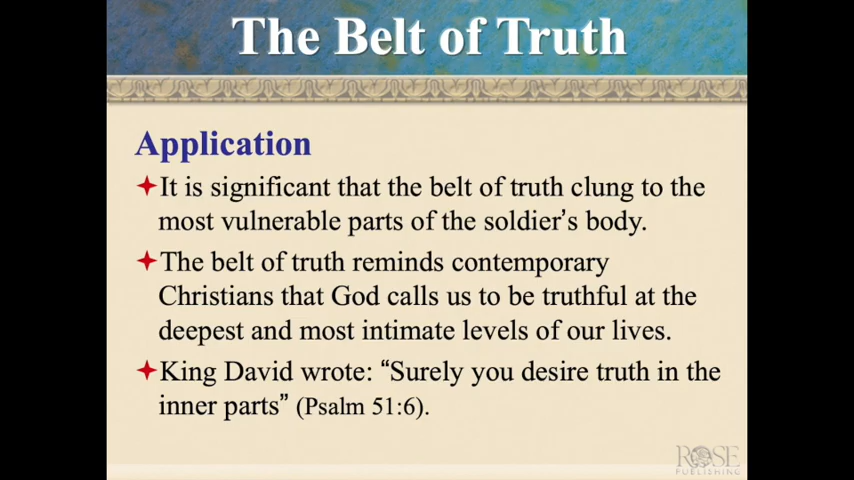 The Belt of Truth
Application
It is significant that the belt of truth clung to the
most vulnerable parts of the soldier's body.
The belt of truth reminds contemporary
Christians that God calls us to be truthful at the
deepest and most intimate levels of our lives.
King David wrote: “Surely you desire truth in the
inner parts” (Psalm 51:6).
ROSE
PUBLISHING